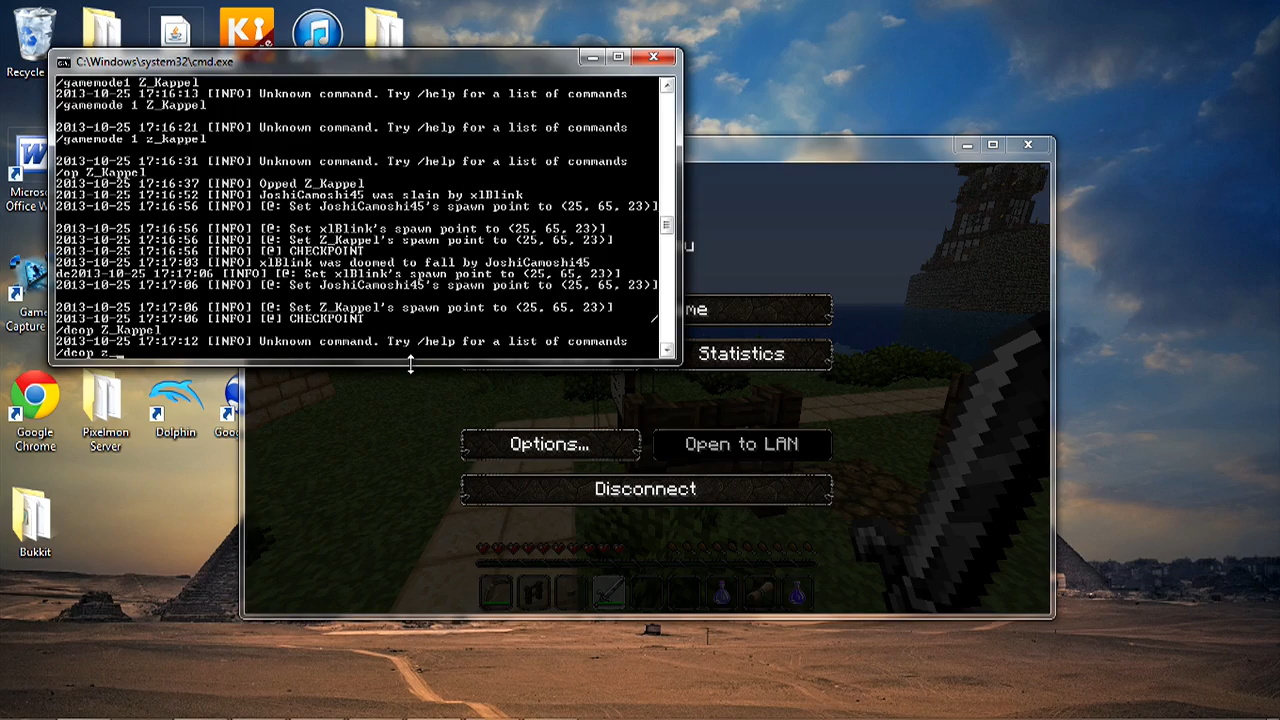 Recycle
C:\Windows\system32\cmd.exe
/gamemode1 Z_Kappel
2013-10-25 17:16:13 [INFO] Unknown command. Try /help for a list of commands
/gamemode 1 Z_Kappel
2013-10-25 17:16:21 [INFO] Unknown command. Try /help for a list of commands
/gamemode 1 z_kappel
2013-10-25 17:16:31 [INFO] Unknown command. Try /help for a list of commands
/op Z_Kappel
2013-10-25 17:16:37 [INFO] Opped Z_Kappel
2013-10-25 17:16:52 [INFO] JoshiCamoshi45 was slain by xlBlink
2013-10-25 17:16:56 [INFO] [@: Set JoshiCamoshi45's spawn point to (25, 65, 23)]
2013-10-25 17:16:56 [INFO] [@: Set xlBlink's spawn point to (25, 65, 23)]
2013-10-25 17:16:56 [INFO] [@: Set Z_Kappel's spawn point to (25, 65, 23)]
2013-10-25 17:16:56 [INFO] [@] CHECKPOINT
2013-10-25 17:17:03 [INFO] xlBlink was doomed to fall by JoshiCamoshi45
de2013-10-25 17:17:06 [INFO] [@: Set xlBlink's spawn point to (25, 65, 23)]
2013-10-25 17:17:06 [INFO] [@: Set JoshiCamoshi45's spawn point to (25, 65, 23)]
2013-10-25 17:17:06 [INFO] [@: Set Z_Kappel's spawn point to (25, 65, 23)]
2013-10-25 17:17:06 [INFO] [@] CHECKPOINT /
/deop Z_Kappel
2013-10-25 17:17:12 [INFO] Unknown command. Try /help for a list of commands
/deop z_
Ki
W
Micros
Office W
Game
Capture
Google
Chrome
Pixelmon
Server
Dolphin
Goog
Bukkit
u
me
Statistics
Options...
Open to LAN
Disconnect